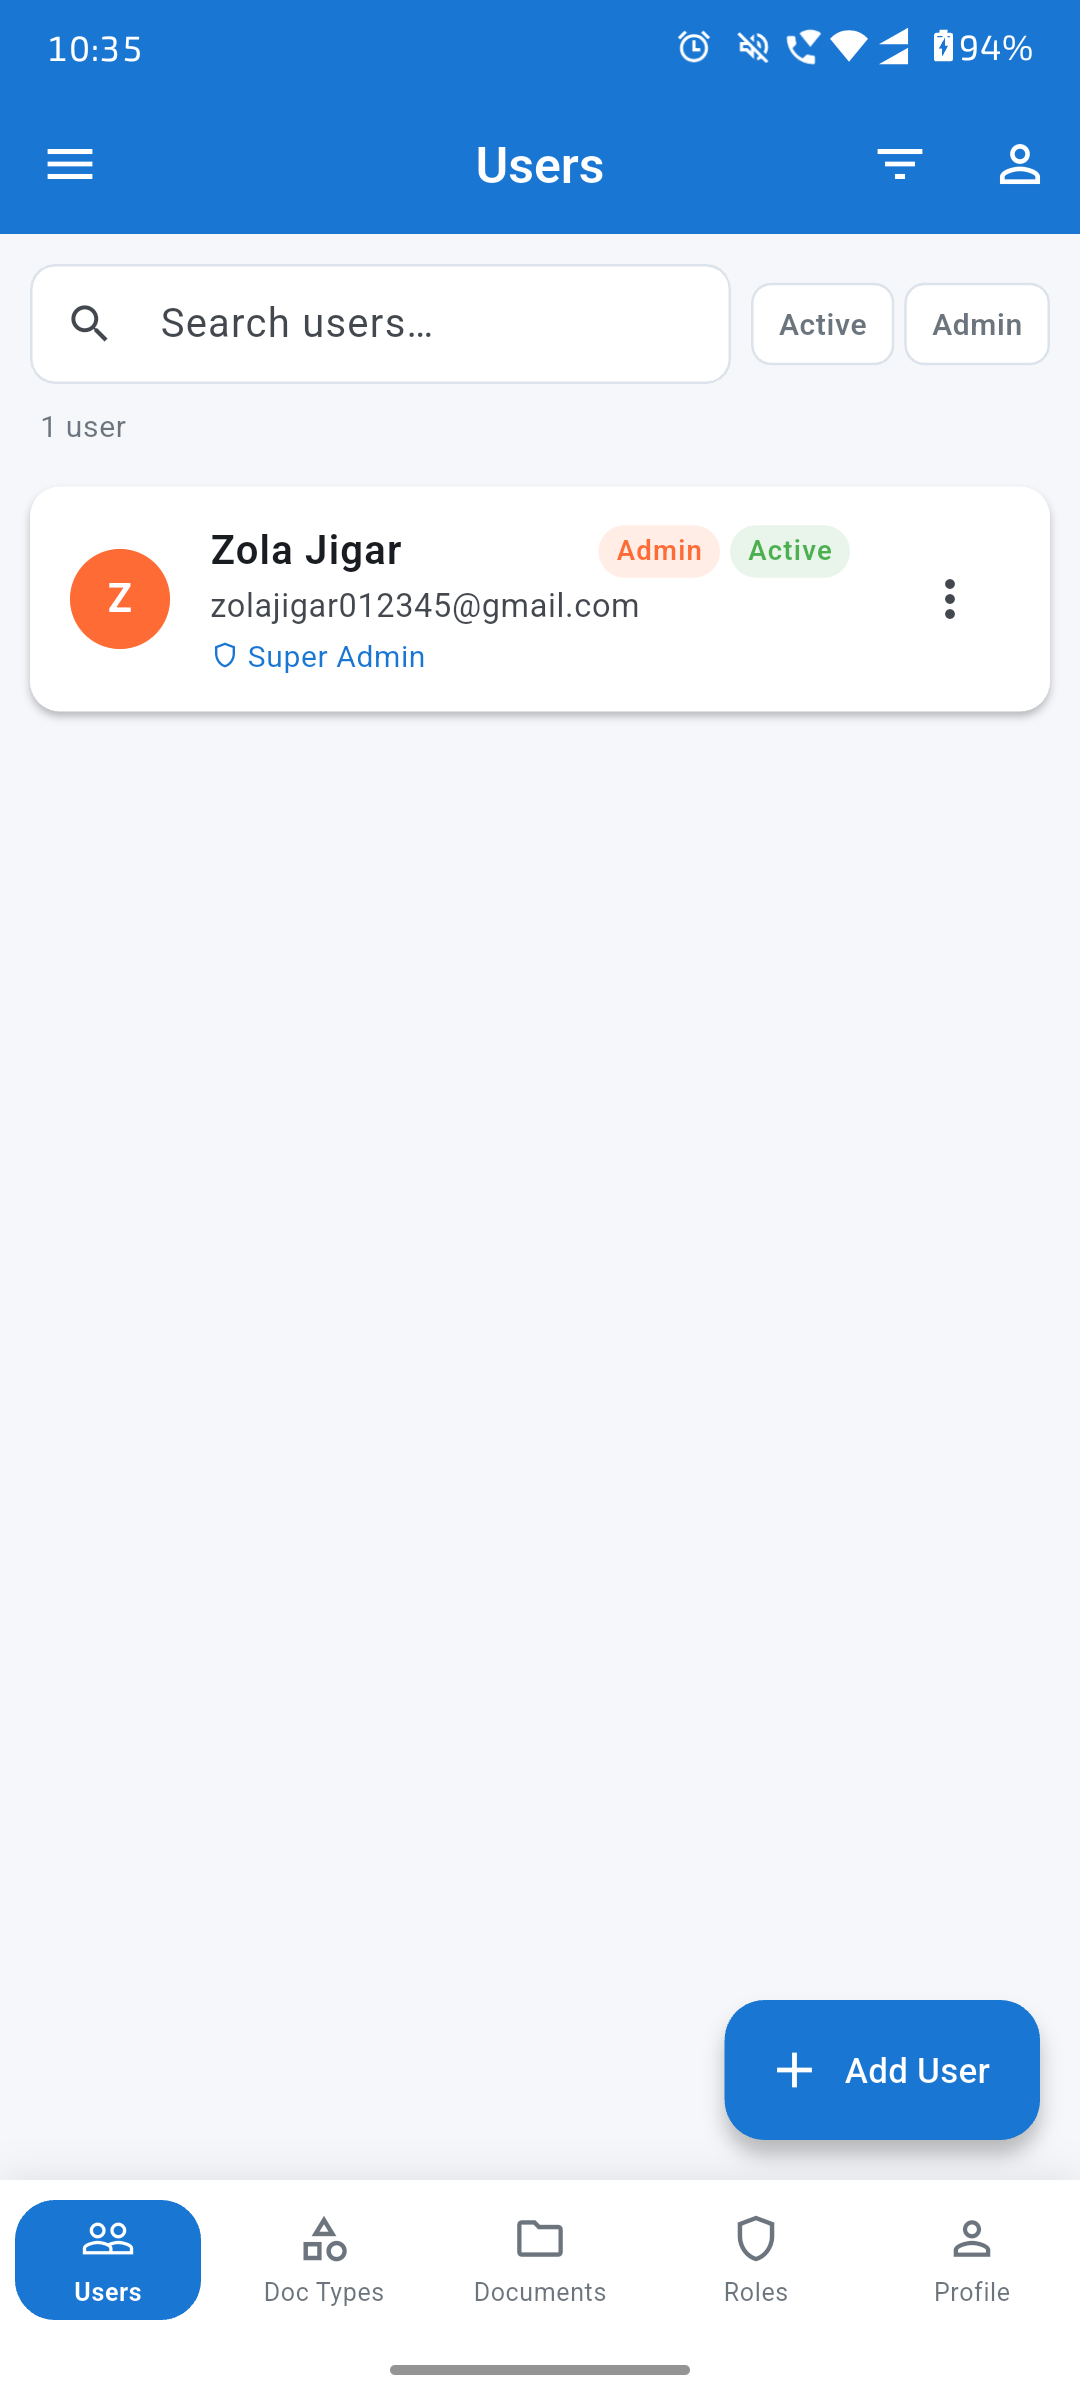 10:35
94%
Users
Search users...
Active
Admin
1 user
Z
Zola Jigar
Admin
Active
zolajigar012345@gmail.com
Super Admin
Add User
Users
Doc Types
Documents
Roles
Profile